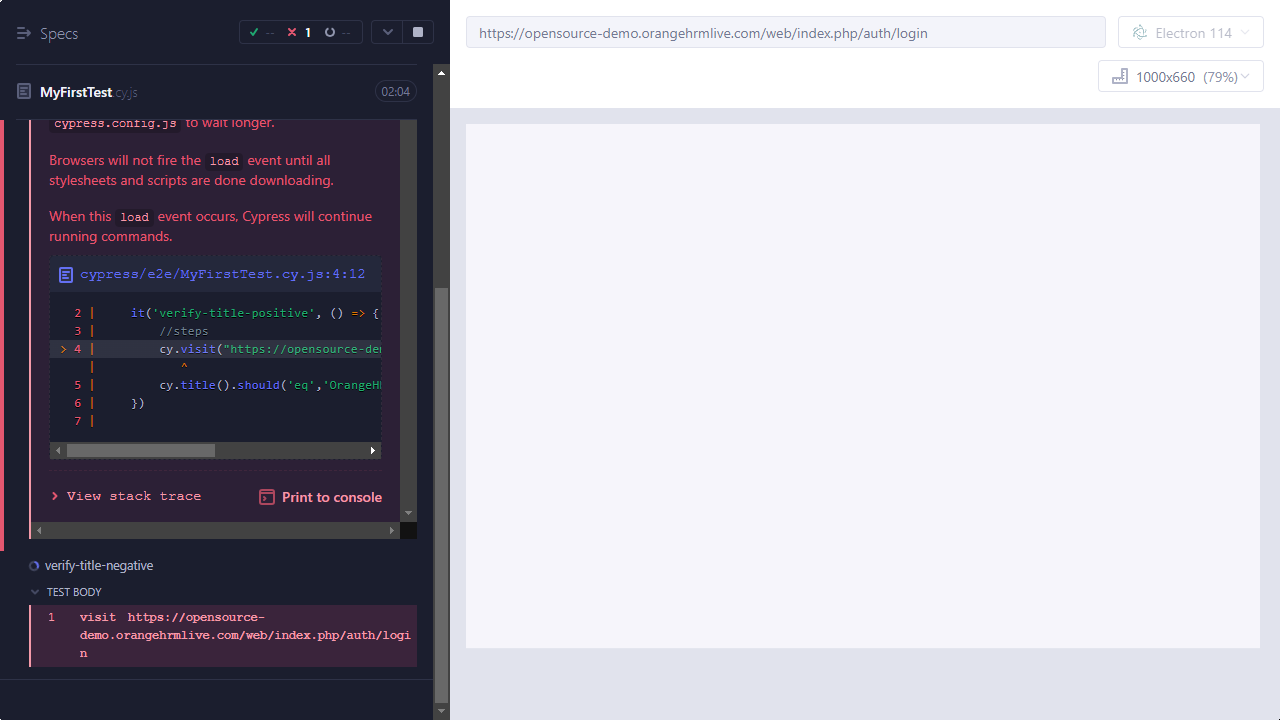 Specs
-- 1 --
MyFirstTest.cy.js 02:04
cypress.config.js to wait longer.
Browsers will not fire the load event until all
stylesheets and scripts are done downloading.
When this load event occurs, Cypress will continue
running commands.
cypress/e2e/MyFirstTest.cy.js:4:12
2 | it('verify-title-positive', () => {
3 | //steps
> 4 | cy.visit("https://opensource-de
| ^
5 | cy.title().should('eq','OrangeH
6 | })
7 |
View stack trace
Print to console
verify-title-negative
TEST BODY
1 visit https://opensource-
demo.orangehrmlive.com/web/index.php/auth/logi
n
https://opensource-demo.orangehrmlive.com/web/index.php/auth/login
Electron 114
1000x660 (79%)